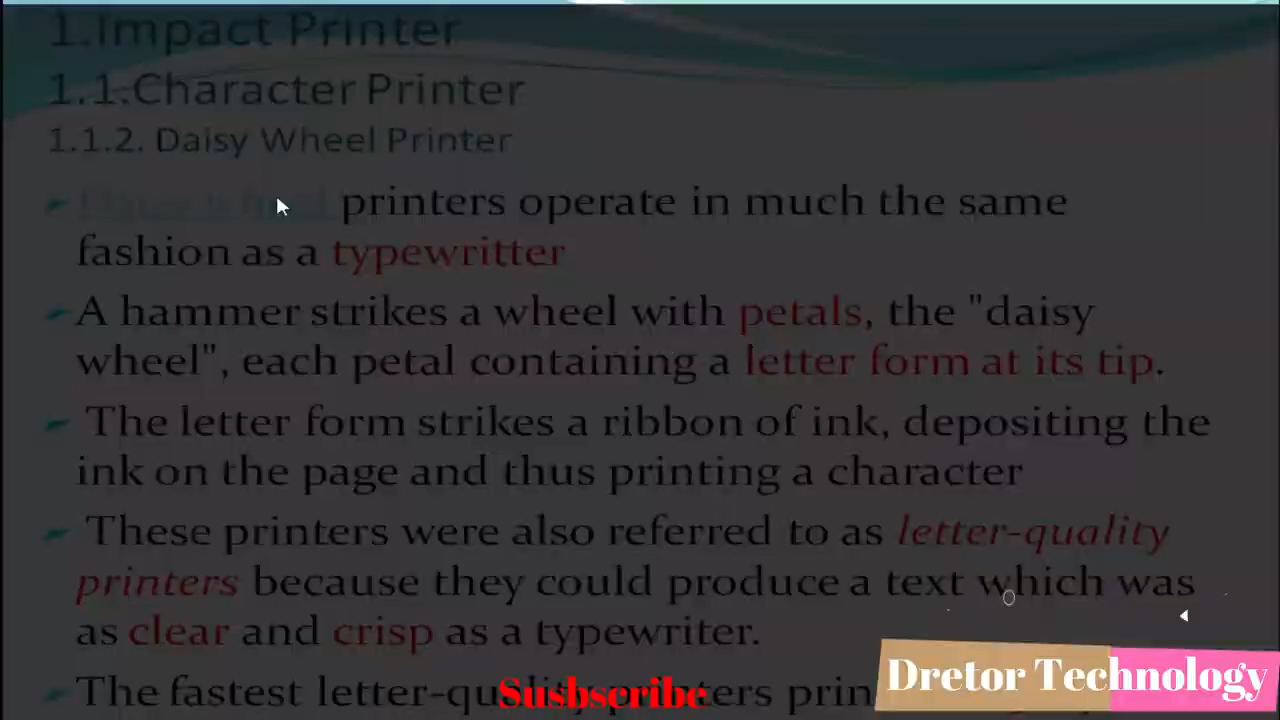 1.Impact Printer
1.1.Character Printer
1.1.2. Daisy Wheel Printer
printers operate in much the same
fashion as a typewritter
A hammer strikes a wheel with petals, the "daisy
wheel", each petal containing a letter form at its tip.
The letter form strikes a ribbon of ink, depositing the
ink on the page and thus printing a character
These printers were also referred to as letter-quality
printers because they could produce a text which was
as clear and crisp as a typewriter.
The fastest letter-quality printers prin
Susbscribe
Dretor Technology